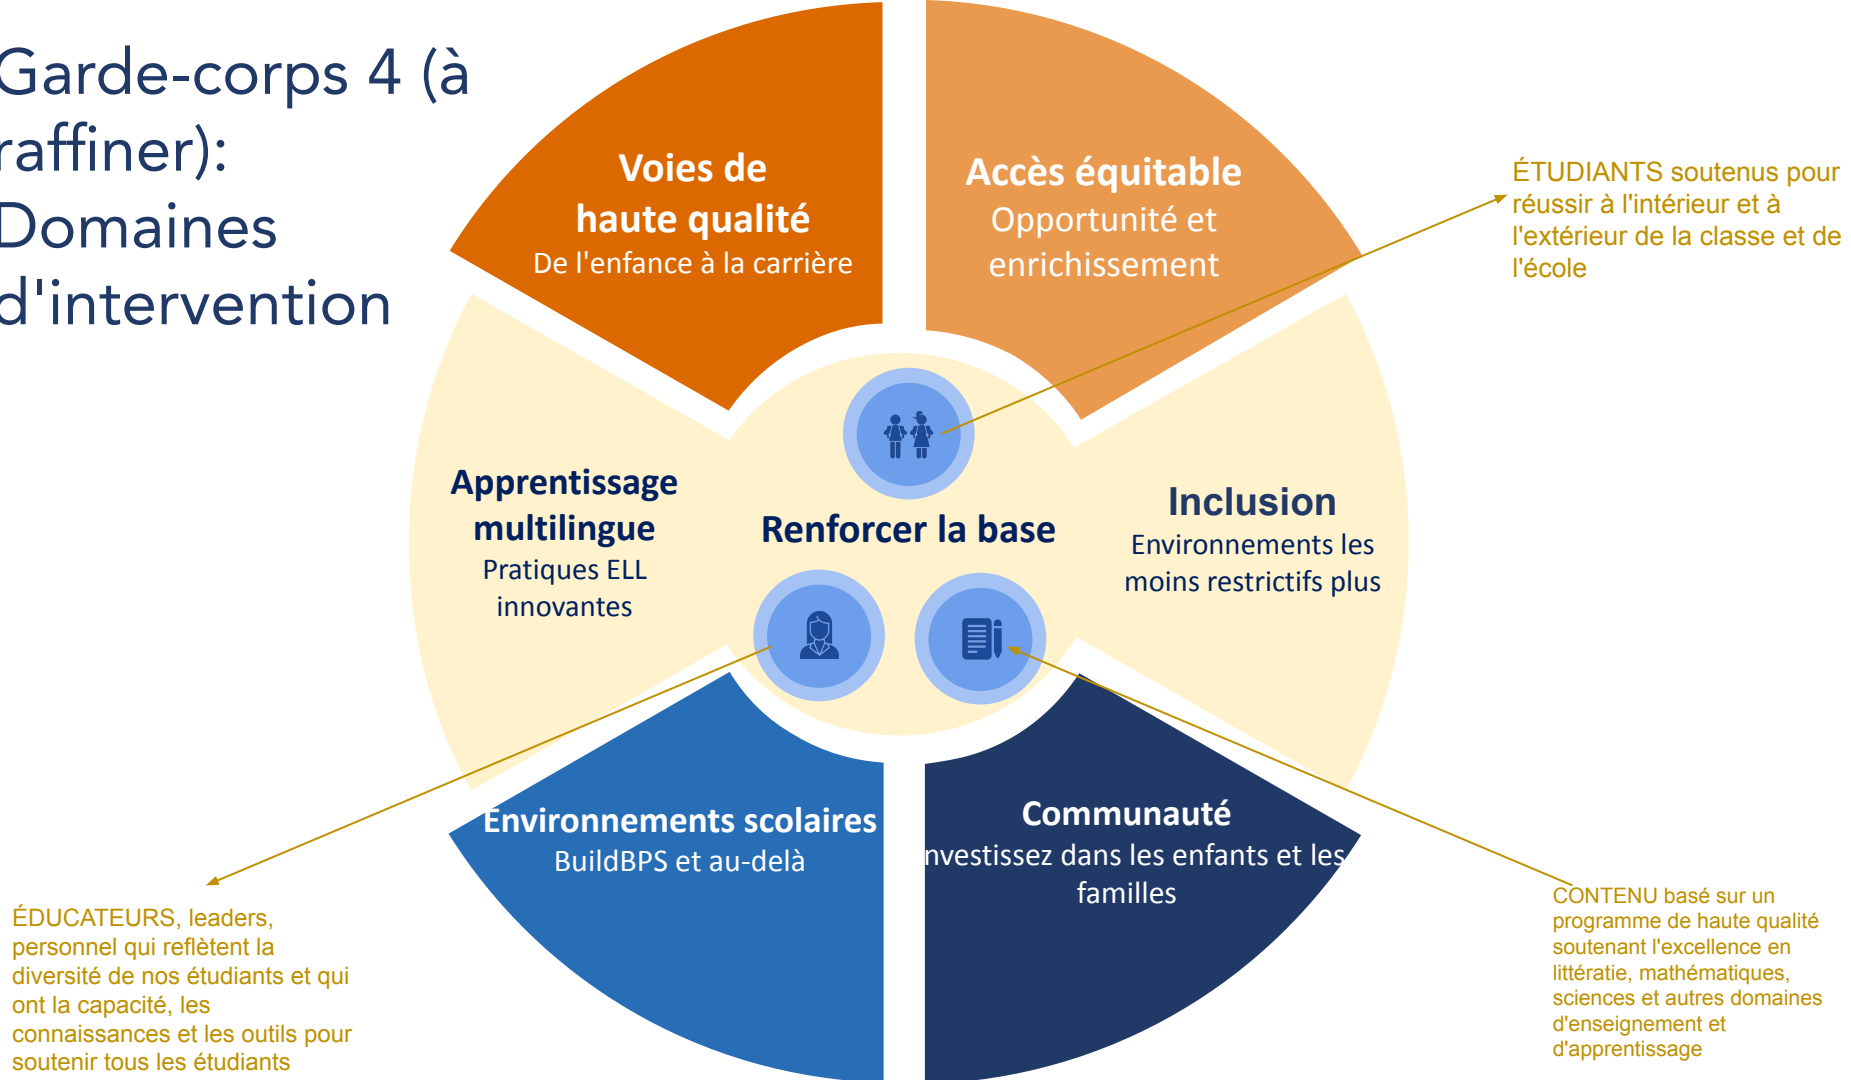 Garde-corps 4 (à
raffiner):
Domaines
d'intervention
Voies de
haute qualité
De l'enfance à la carrière
Accès équitable
Opportunité et
enrichissement
ÉTUDIANTS soutenus pour
réussir à l'intérieur et à
l'extérieur de la classe et de
l'école
Apprentissage
multilingue
Pratiques ELL
innovantes
Renforcer la base
Inclusion
Environnements les
moins restrictifs plus
Environnements scolaires
BuildBPS et au-delà
Communauté
nvestissez dans les enfants et les
familles
ÉDUCATEURS, leaders,
personnel qui reflètent la
diversité de nos étudiants et qui
ont la capacité, les
connaissances et les outils pour
soutenir tous les étudiants
CONTENU basé sur un
programme de haute qualité
soutenant l'excellence en
littératie, mathématiques,
sciences et autres domaines
d'enseignement et
d'apprentissage